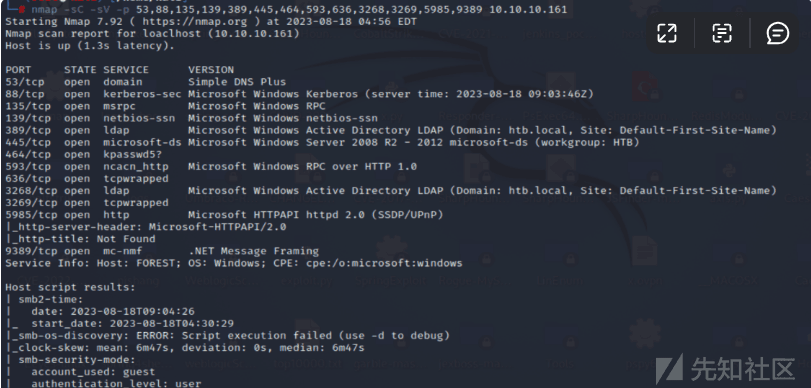 # nmap -sC -sV -p 53,88,135,139,389,445,464,593,636,3268,3269,5985,9389 10.10.10.161
Starting Nmap 7.92 ( https://nmap.org ) at 2023-08-18 04:56 EDT
Nmap scan report for loaclhost (10.10.10.161)
Host is up (1.3s latency).
PORT     STATE SERVICE      VERSION
53/tcp   open  domain       Simple DNS Plus
88/tcp   open  kerberos-sec Microsoft Windows Kerberos (server time: 2023-08-18 09:03:46Z)
135/tcp  open  msrpc        Microsoft Windows RPC
139/tcp  open  netbios-ssn  Microsoft Windows netbios-ssn
389/tcp  open  ldap         Microsoft Windows Active Directory LDAP (Domain: htb.local, Site: Default-First-Site-Name)
445/tcp  open  microsoft-ds Microsoft Windows Server 2008 R2 - 2012 microsoft-ds (workgroup: HTB)
464/tcp  open  kpasswd5?
593/tcp  open  ncacn_http   Microsoft Windows RPC over HTTP 1.0
636/tcp  open  tcpwrapped
3268/tcp open  ldap         Microsoft Windows Active Directory LDAP (Domain: htb.local, Site: Default-First-Site-Name)
3269/tcp open  tcpwrapped
5985/tcp open  http         Microsoft HTTPAPI httpd 2.0 (SSDP/UPnP)
|_http-server-header: Microsoft-HTTPAPI/2.0
|_http-title: Not Found
9389/tcp open  mc-nmf       .NET Message Framing
Service Info: Host: FOREST; OS: Windows; CPE: cpe:/o:microsoft:windows
Host script results:
| smb2-time:
|   date: 2023-08-18T09:04:26
|_  start_date: 2023-08-18T04:30:29
|_smb-os-discovery: ERROR: Script execution failed (use -d to debug)
|_clock-skew: mean: 6m47s, deviation: 0s, median: 6m47s
| smb-security-mode:
|   account_used: guest
|   authentication_level: user
先知社区